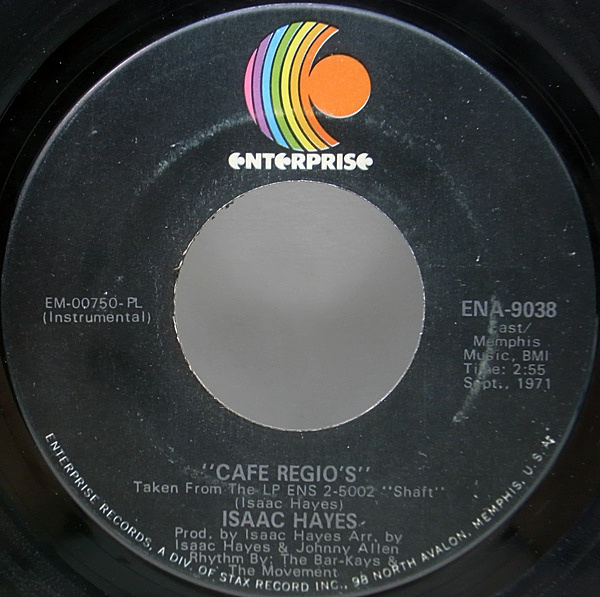 ENTERPRISE
EM-00750-PL
(Instrumental)
ENA-9038
East/
Memphis
Music, BMI
Time: 2:55
Sept., 1971
"CAFE REGIO'S"
Taken From The LP ENS 2-5002 "Shaft"
(Isaac Hayes)
ISAAC HAYES
Prod. by Isaac Hayes Arr. by
Isaac Hayes & Johnny Allen
Rhythm By: The Bar-Kays &
The Movement
ENTERPRISE RECORDS, A DIV. OF STAX RECORD INC., 98 NORTH AVALON, MEMPHIS, U.S.A.